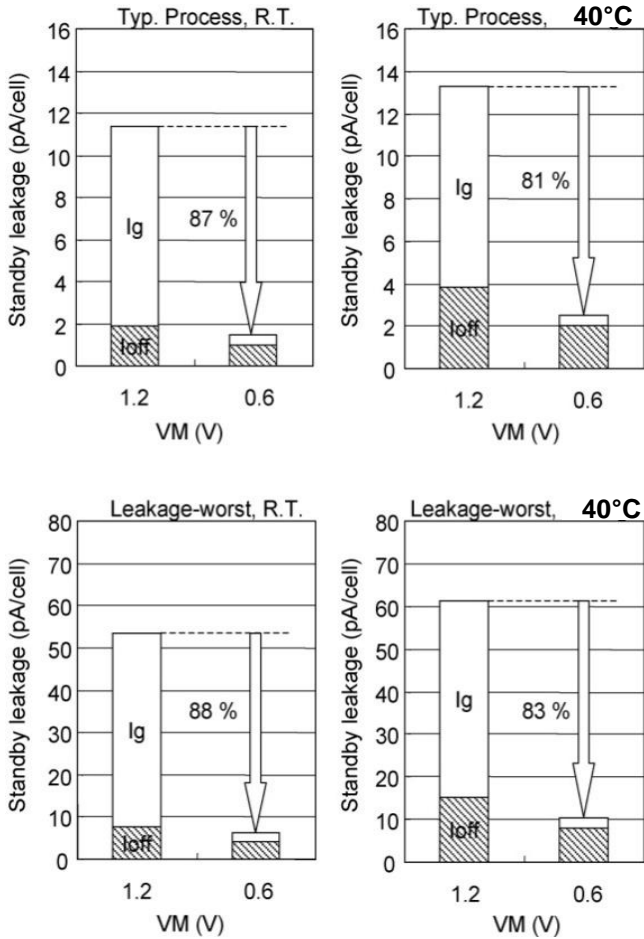 Typ. Process, R.T.
Standby leakage (pA/cell)
16
14
12
10
8
6
4
2
0
Ig
Ioff
87 %
1.2
0.6
VM (V)
Typ. Process, 40°C
Standby leakage (pA/cell)
16
14
12
10
8
6
4
2
0
Ig
Ioff
81 %
1.2
0.6
VM (V)
Leakage-worst, R.T.
Standby leakage (pA/cell)
80
70
60
50
40
30
20
10
0
Ig
Ioff
88 %
1.2
0.6
VM (V)
Leakage-worst, 40°C
Standby leakage (pA/cell)
80
70
60
50
40
30
20
10
0
Ig
Ioff
83 %
1.2
0.6
VM (V)